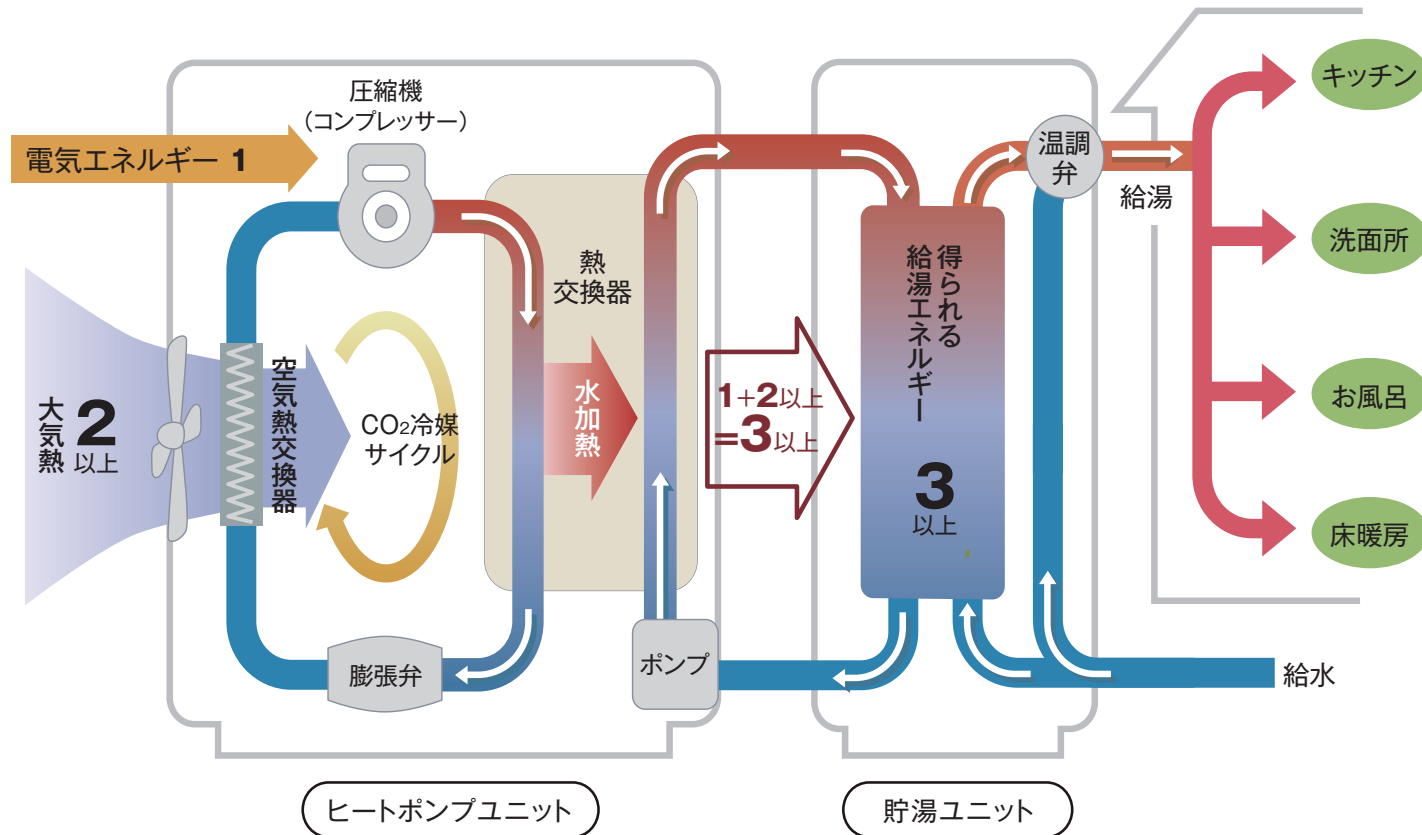 圧縮機
（コンプレッサー）
電気エネルギー 1
大気熱
2
以上
空気熱交換器
CO₂冷媒
サイクル
熱
交換器
水加熱
膨張弁
ポンプ
1+2以上
=3以上
得られる
給湯エネルギー
3
以上
温調
弁
給湯
キッチン
洗面所
お風呂
床暖房
給水
ヒートポンプユニット
貯湯ユニット